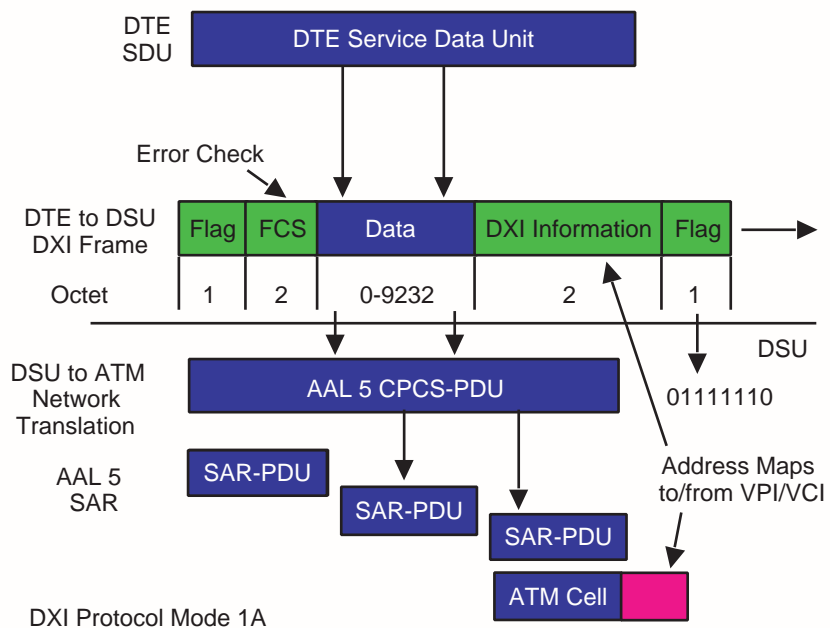 DTE
SDU
DTE Service Data Unit
Error Check
DTE to DSU
DXI Frame
Flag
FCS
Data
DXI Information
Flag
Octet
1
2
0-9232
2
1
DSU
DSU to ATM
Network
Translation
AAL 5 CPCS-PDU
01111110
AAL 5
SAR
SAR-PDU
SAR-PDU
SAR-PDU
Address Maps
to/from VPI/VCI
ATM Cell
DXI Protocol Mode 1A